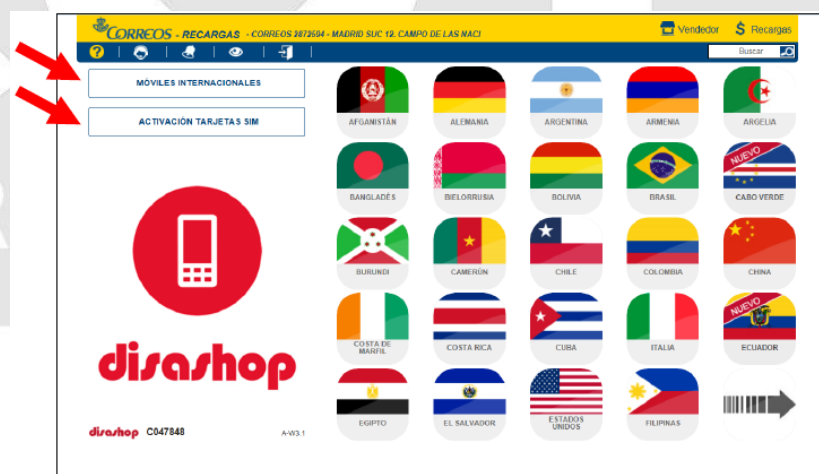 CORREOS - RECARGAS - CORREOS 2872594 - MADRID SUC 12. CAMPO DE LAS NACI
Vendedor
$ Recargas
?
Buscar
MÓVILES INTERNACIONALES
ACTIVACIÓN TARJETAS SIM
AFGANISTÁN
ALEMANIA
ARGENTINA
ARMENIA
ARGELIA
BANGLADÉS
BIELORRUSIA
BOLIVIA
BRASIL
NUEVO
CABO VERDE
BURUNDI
CAMERÚN
CHILE
COLOMBIA
CHINA
COSTA DE
MARFIL
COSTA RICA
CUBA
ITALIA
NUEVO
ECUADOR
disashop
EGIPTO
EL SALVADOR
ESTADOS
UNIDOS
FILIPINAS
disashop C047848
A-W3.1